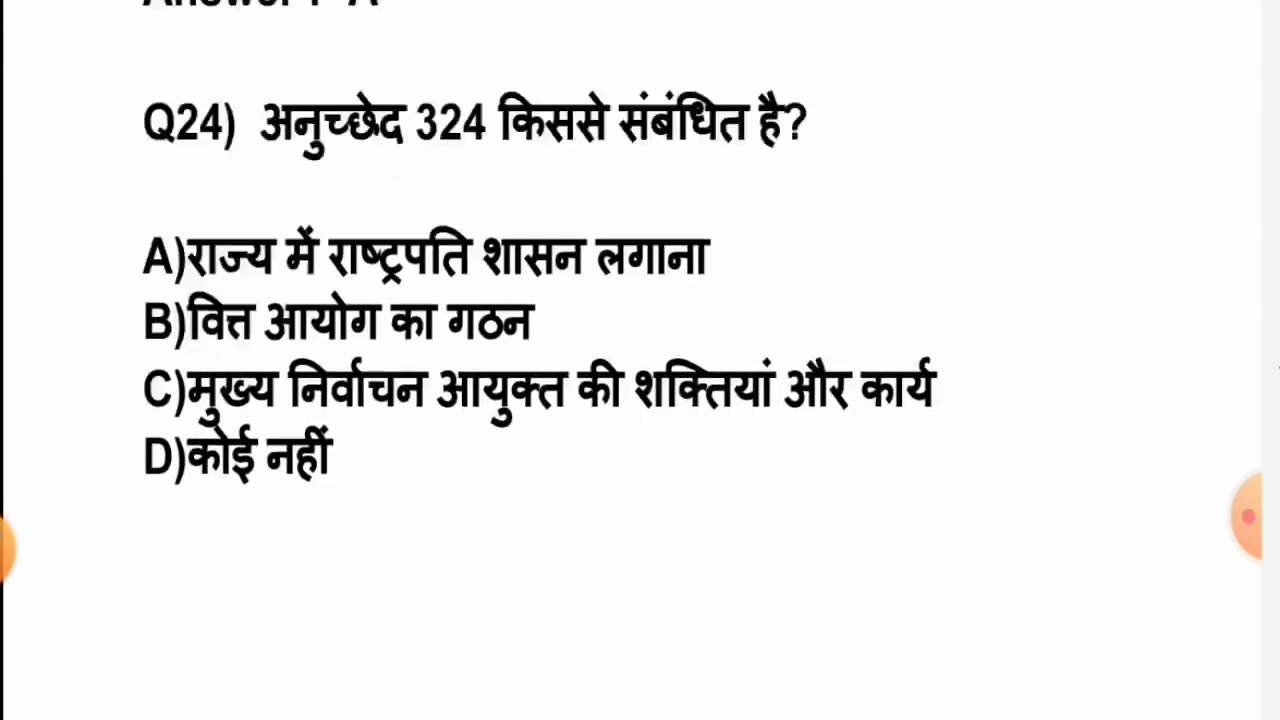 Q24) अनुच्छेद 324 किससे संबंधित है?
A)राज्य में राष्ट्रपति शासन लगाना
B)वित्त आयोग का गठन
C)मुख्य निर्वाचन आयुक्त की शक्तियां और कार्य
D)कोई नहीं